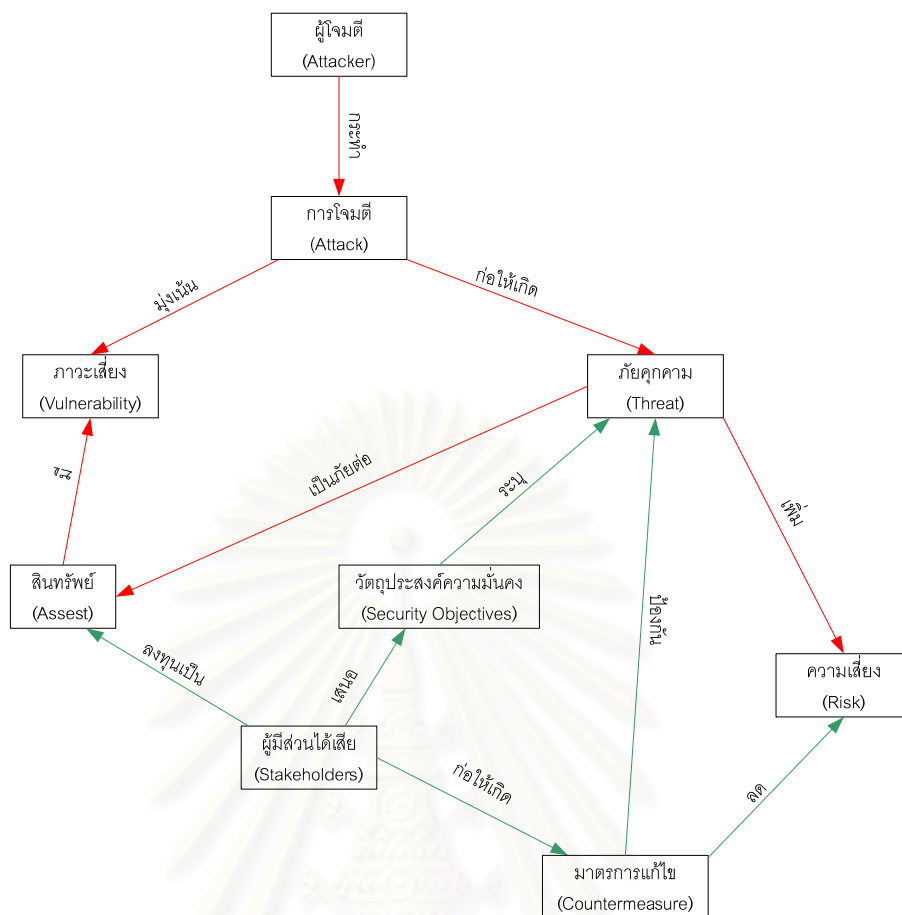 ผู้โจมตี
(Attacker)
กระทำ
การโจมตี
(Attack)
มุ่งเน้น
ก่อให้เกิด
ภาวะเสี่ยง
(Vulnerability)
ภัยคุกคาม
(Threat)
มี
เป็นภัยต่อ
ระบุ
เพิ่ม
สินทรัพย์
(Assest)
วัตถุประสงค์ความมั่นคง
(Security Objectives)
ป้องกัน
ลงทุนเป็น
เสนอ
ความเสี่ยง
(Risk)
ผู้มีส่วนได้เสีย
(Stakeholders)
ก่อให้เกิด
ลด
มาตรการแก้ไข
(Countermeasure)